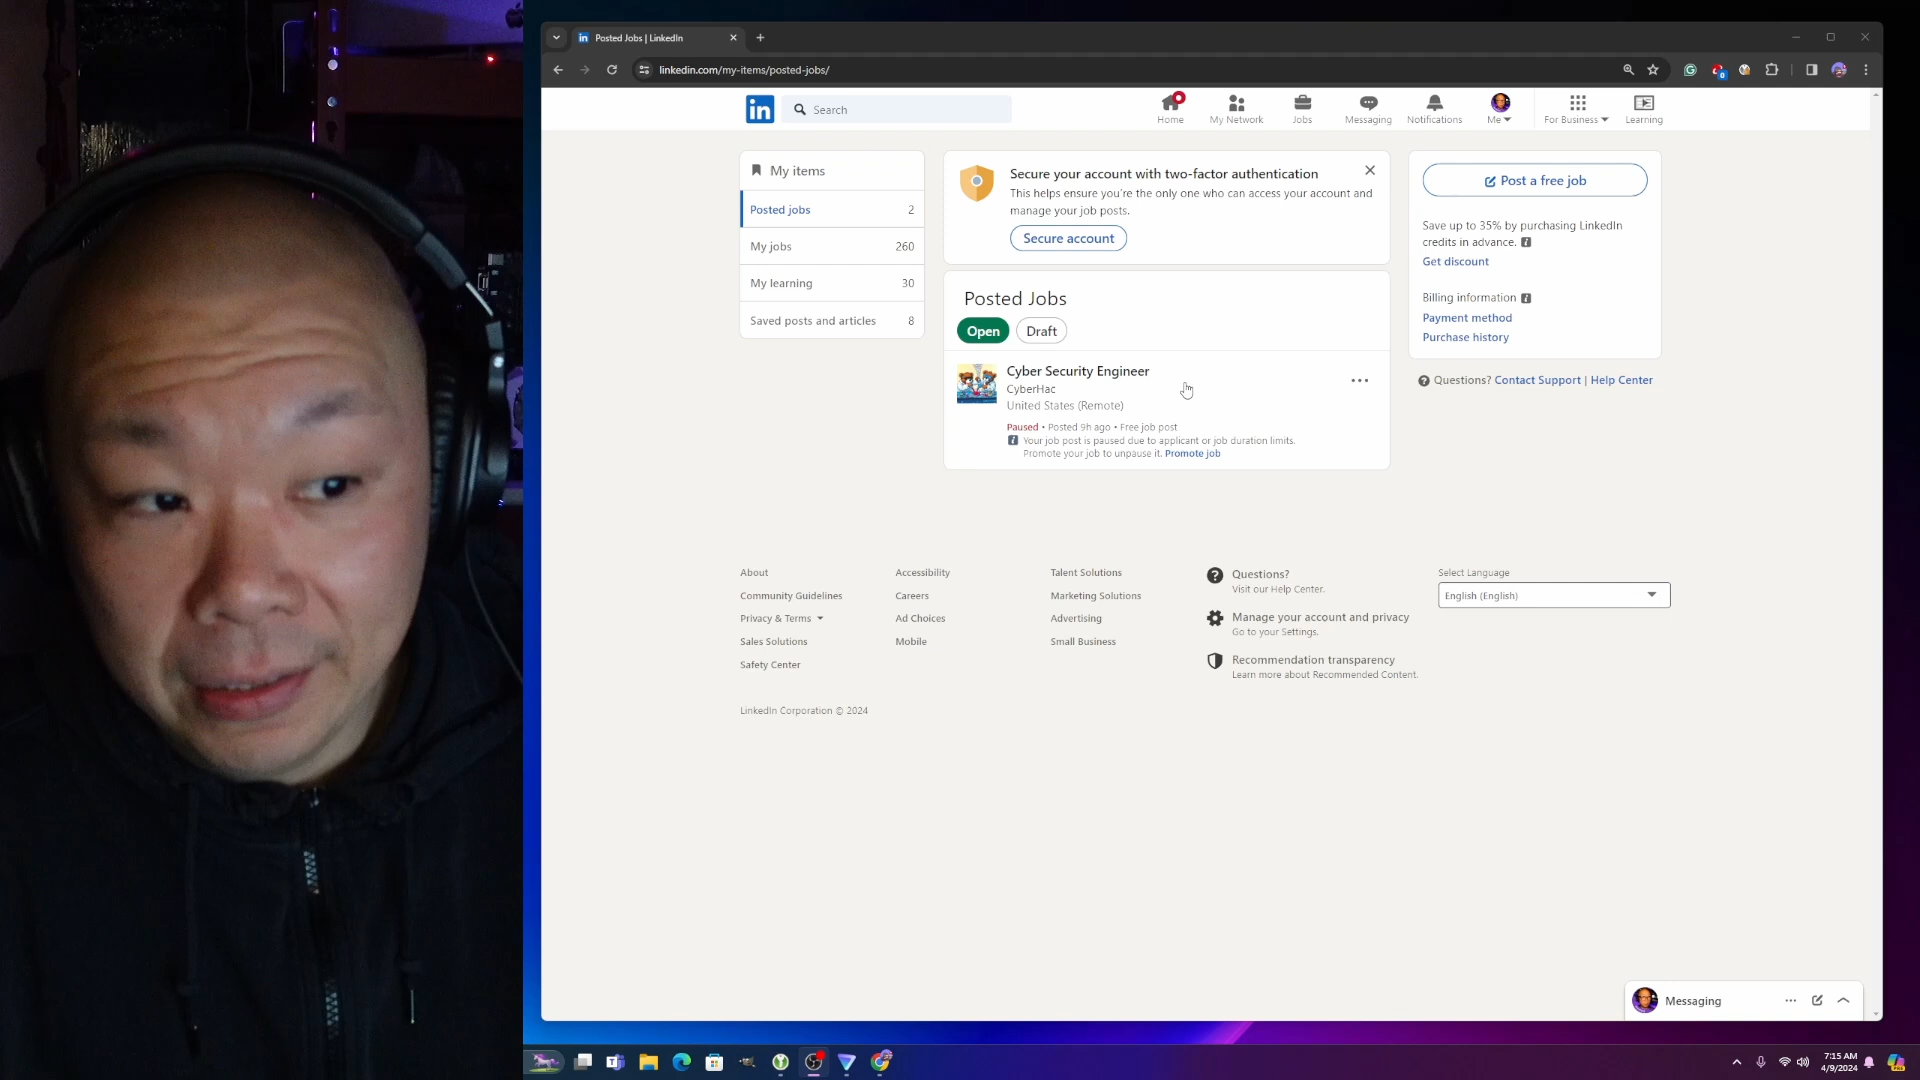 Posted Jobs | LinkedIn
linkedin.com/my-items/posted-jobs/
in
Search
Home
My Network
Jobs
Messaging
Notifications
Me
For Business
Learning
My items
Posted jobs 2
My jobs 260
My learning 30
Saved posts and articles 8
Secure your account with two-factor authentication
This helps ensure you're the only one who can access your account and
manage your job posts.
Secure account
Posted Jobs
Open
Draft
Cyber Security Engineer
CyberHac
United States (Remote)
Paused • Posted 9h ago • Free job post
Your job post is paused due to applicant or job duration limits.
Promote your job to unpause it. Promote job
Post a free job
Save up to 35% by purchasing LinkedIn
credits in advance.
Get discount
Billing information
Payment method
Purchase history
Questions? Contact Support | Help Center
About
Community Guidelines
Privacy & Terms
Sales Solutions
Safety Center
Accessibility
Careers
Ad Choices
Mobile
Talent Solutions
Marketing Solutions
Advertising
Small Business
Questions?
Visit our Help Center.
Manage your account and privacy
Go to your Settings.
Recommendation transparency
Learn more about Recommended Content.
Select Language
English (English)
LinkedIn Corporation © 2024
Messaging
7:15 AM
4/9/2024